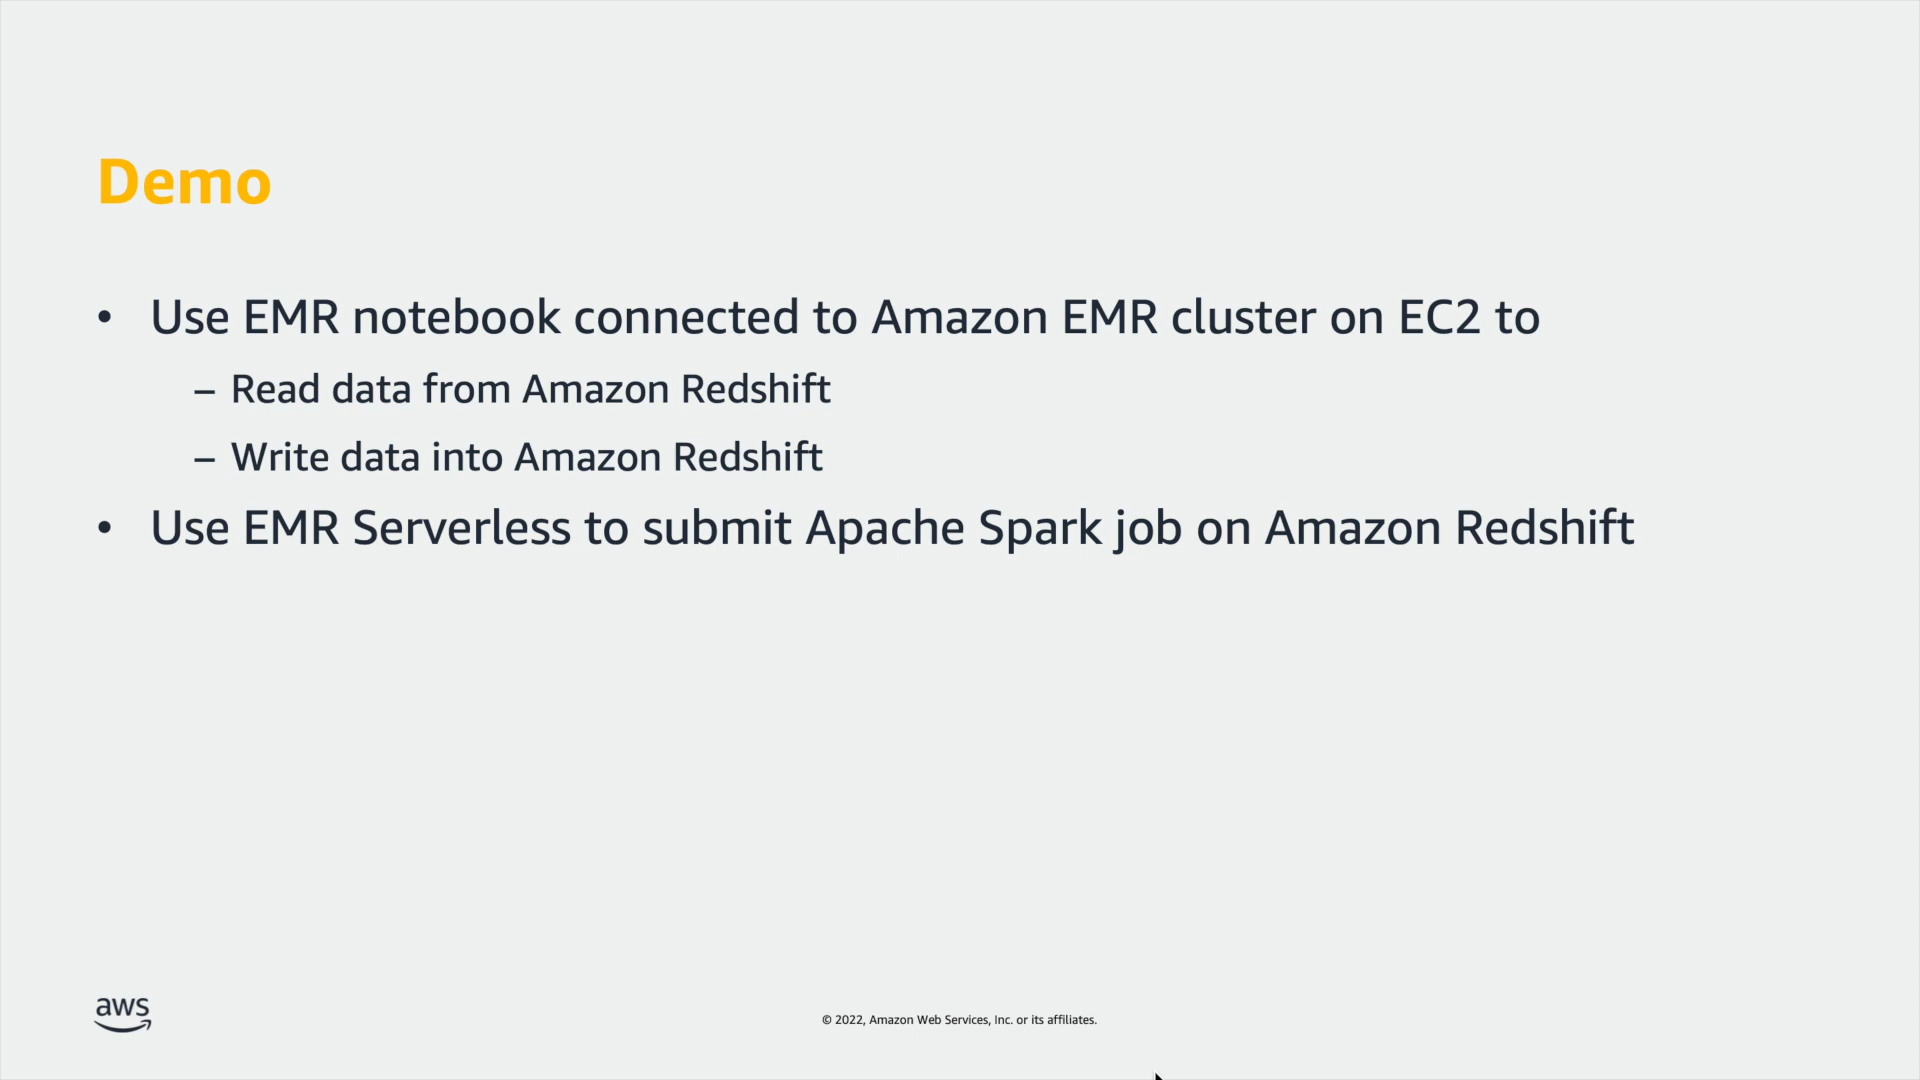 Demo
• Use EMR notebook connected to Amazon EMR cluster on EC2 to
– Read data from Amazon Redshift
– Write data into Amazon Redshift
• Use EMR Serverless to submit Apache Spark job on Amazon Redshift
aws
© 2022, Amazon Web Services, Inc. or its affiliates.